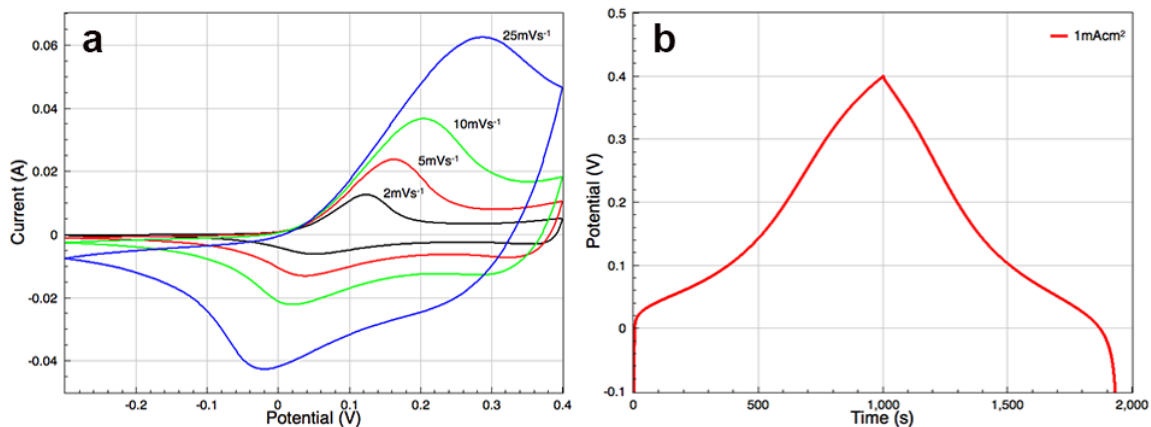 a
25mVs⁻¹
10mVs⁻¹
5mVs⁻¹
2mVs⁻¹
0.06
0.04
0.02
0
-0.02
-0.04
Current (A)
-0.2
-0.1
0
0.1
0.2
0.3
0.4
Potential (V)
b
1mAcm²
0.5
0.4
0.3
0.2
0.1
0
-0.1
Potential (V)
0
500
1,000
1,500
2,000
Time (s)